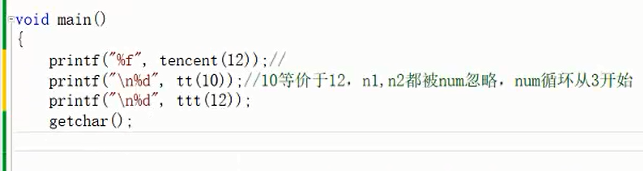 void main()
{
printf("%f", tencent(12));//
printf("\n%d", tt(10));//10等价于12，n1,n2都被num忽略，num循环从3开始
printf("\n%d", ttt(12));
getchar();